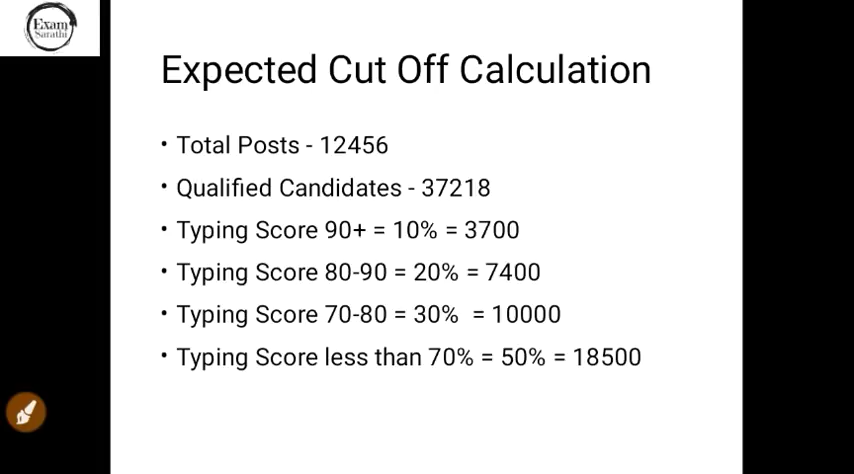 Exam
Sarathi
Expected Cut Off Calculation
• Total Posts - 12456
• Qualified Candidates - 37218
• Typing Score 90+ = 10% = 3700
• Typing Score 80-90 = 20% = 7400
• Typing Score 70-80 = 30%  = 10000
• Typing Score less than 70% = 50% = 18500